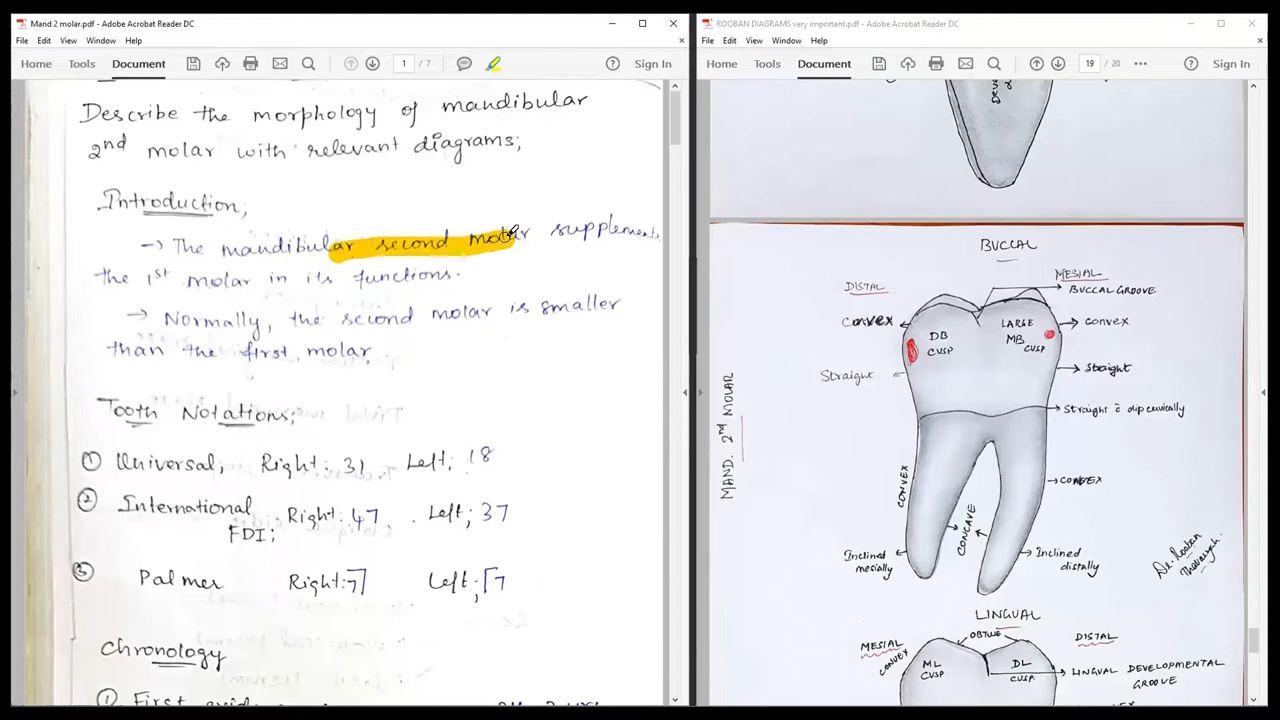 Mand 2 molar.pdf - Adobe Acrobat Reader DC
File Edit View Window Help
Home Tools Document 1 / 7 Sign In
Describe the morphology of mandibular
2nd molar with relevant diagrams;
Introduction;
→ The mandibular second molar supplements
the 1st molar in its functions.
→ Normally, the second molar is smaller
than the first molar.
Tooth Notations;
① Universal; Right: 31 Left: 18
② International Right: 47 Left; 37
FDI;
③ Palmer Right: 7 Left; 7
Chronology
ROOBAN DIAGRAMS very important.pdf - Adobe Acrobat Reader DC
File Edit View Window Help
Home Tools Document 19 / 20 Sign In
BUCCAL
MESIAL
DISTAL
BUCCAL GROOVE
Convex
convex
DB
CUSP
LARGE
MB
CUSP
Straight
Straight
Straight c̄ dip cervically
MAND. 2nd MOLAR
CONVEX
CONVEX
CONCAVE
Inclined
mesially
Inclined
distally
Dr. Rooban
Thavarajah.
LINGUAL
OBTUSE
MESIAL
CONVEX
DISTAL
ML
CUSP
DL
CUSP
LINGUAL DEVELOPMENTAL
GROOVE